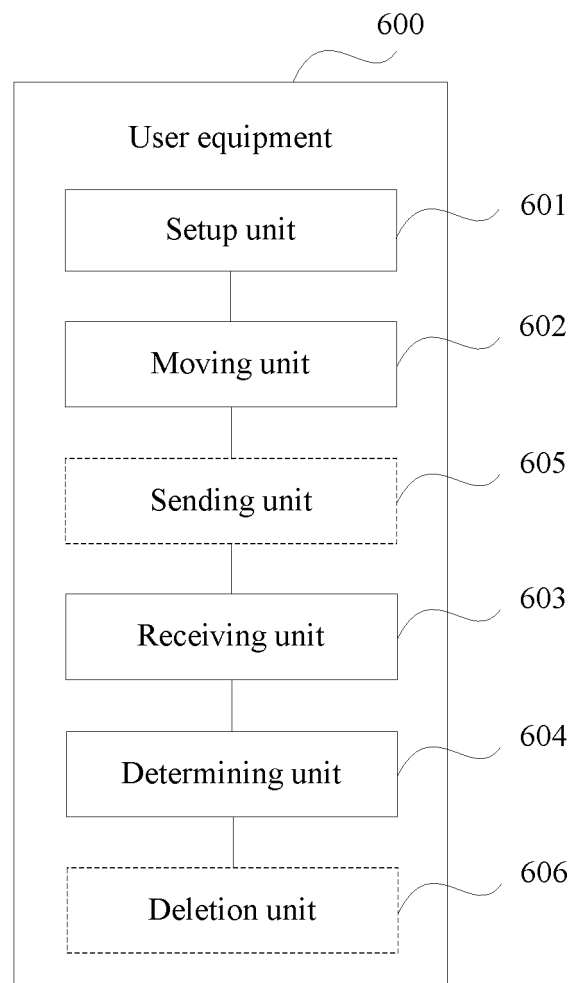 600
User equipment
601
Setup unit
602
Moving unit
605
Sending unit
603
Receiving unit
604
Determining unit
606
Deletion unit